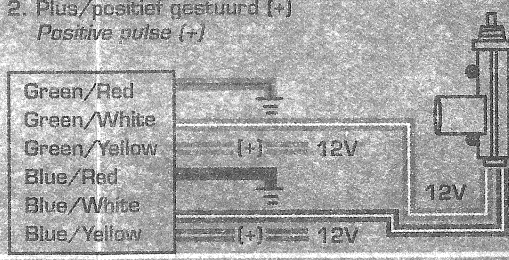 2. Plus/positief gestuurd (+)
Positive pulse (+)
Green/Red
Green/White
Green/Yellow (+) 12V
Blue/Red
Blue/White
12V
Blue/Yellow (+) 12V